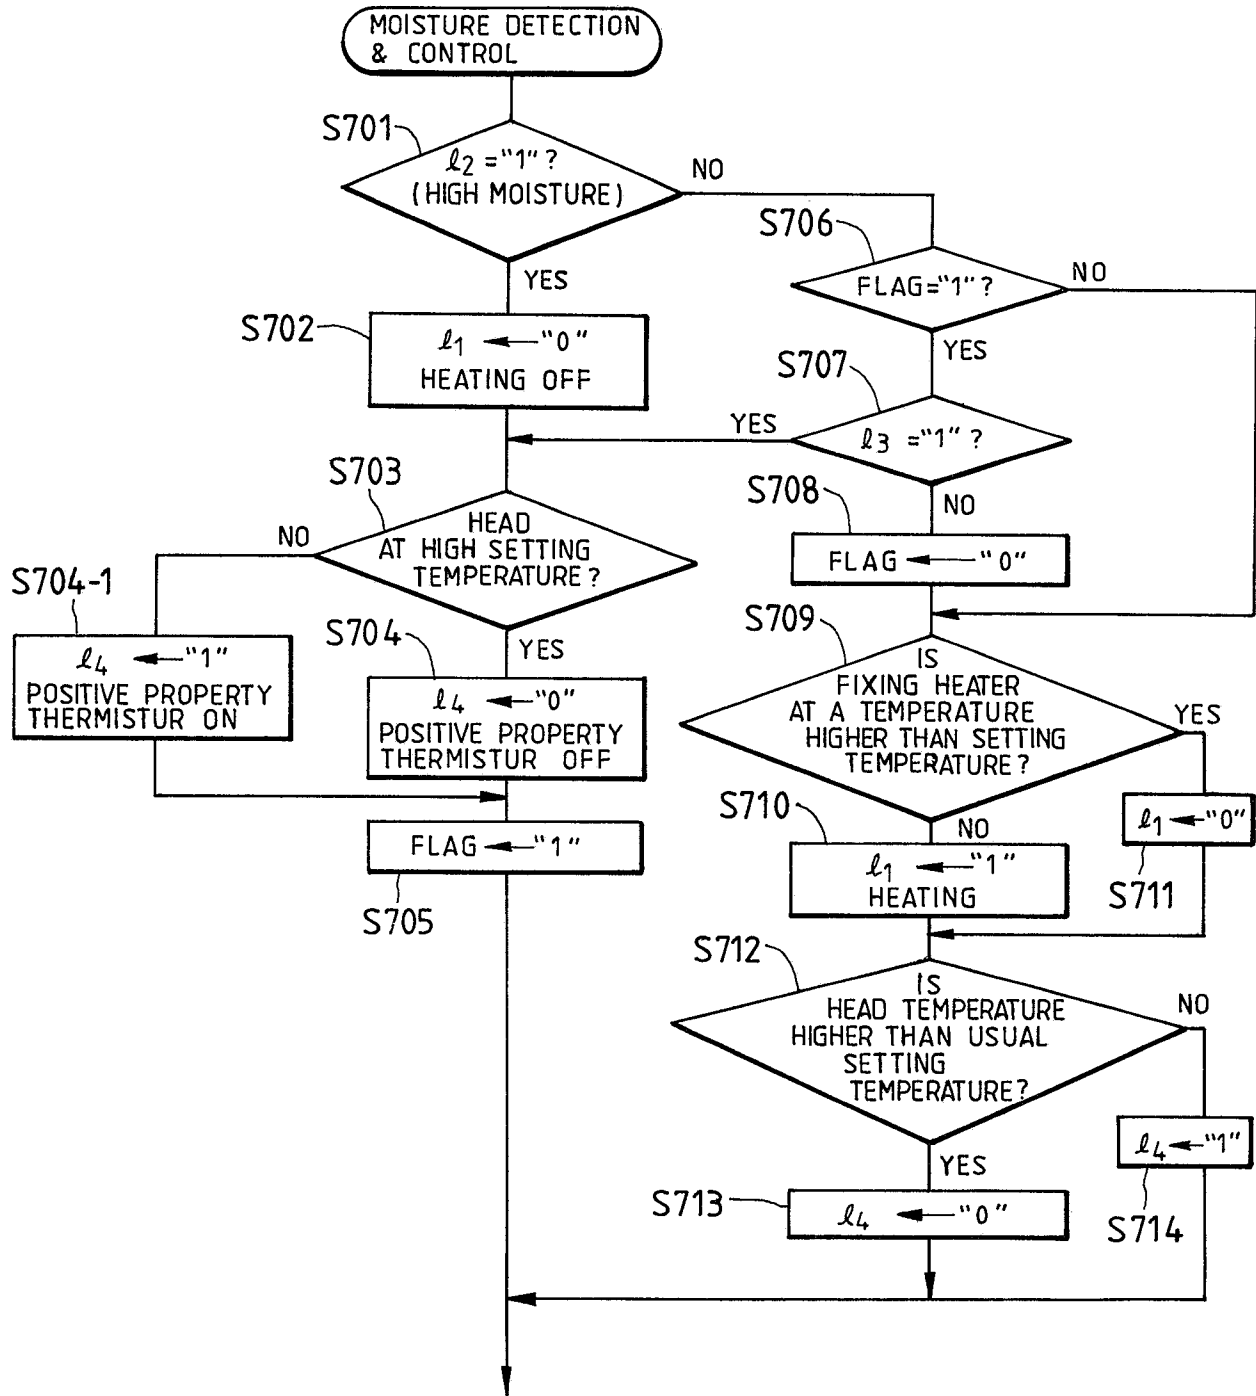 MOISTURE DETECTION
& CONTROL
S701
ℓ2 = "1" ?
(HIGH MOISTURE)
NO
YES
S702
ℓ1 ← "0"
HEATING OFF
S706
FLAG = "1" ?
NO
YES
S707
ℓ3 = "1" ?
YES
NO
S708
FLAG ← "0"
S703
HEAD
AT HIGH SETTING
TEMPERATURE ?
NO
YES
S704-1
ℓ4 ← "1"
POSITIVE PROPERTY
THERMISTUR ON
S704
ℓ4 ← "0"
POSITIVE PROPERTY
THERMISTUR OFF
FLAG ← "1"
S705
S709
IS
FIXING HEATER
AT A TEMPERATURE
HIGHER THAN SETTING
TEMPERATURE ?
YES
NO
S710
ℓ1 ← "1"
HEATING
ℓ1 ← "0"
S711
S712
IS
HEAD TEMPERATURE
HIGHER THAN USUAL
SETTING
TEMPERATURE?
NO
YES
S713
ℓ4 ← "0"
ℓ4 ← "1"
S714